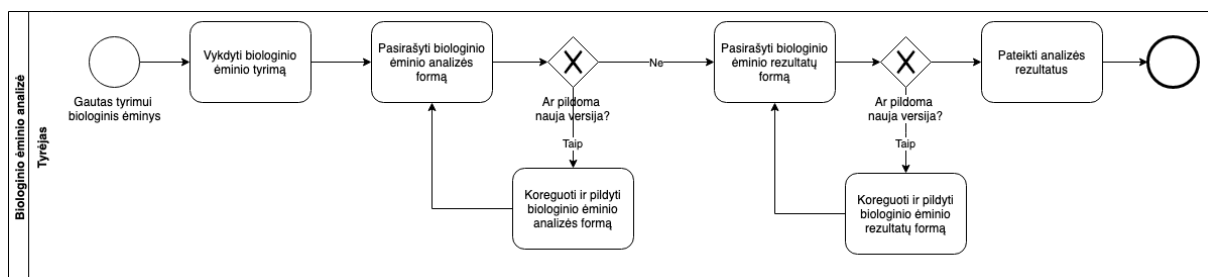 Biologinio ėminio analizė
Tyrėjas
Gautas tyrimui
biologinis ėminys
Vykdyti biologinio
ėminio tyrimą
Pasirašyti biologinio
ėminio analizės
formą
Ar pildoma
nauja versija?
Taip
Koreguoti ir pildyti
biologinio ėminio
analizės formą
Ne
Pasirašyti biologinio
ėminio rezultatų
formą
Ar pildoma
nauja versija?
Taip
Koreguoti ir pildyti
biologinio ėminio
rezultatų formą
Pateikti analizės
rezultatus